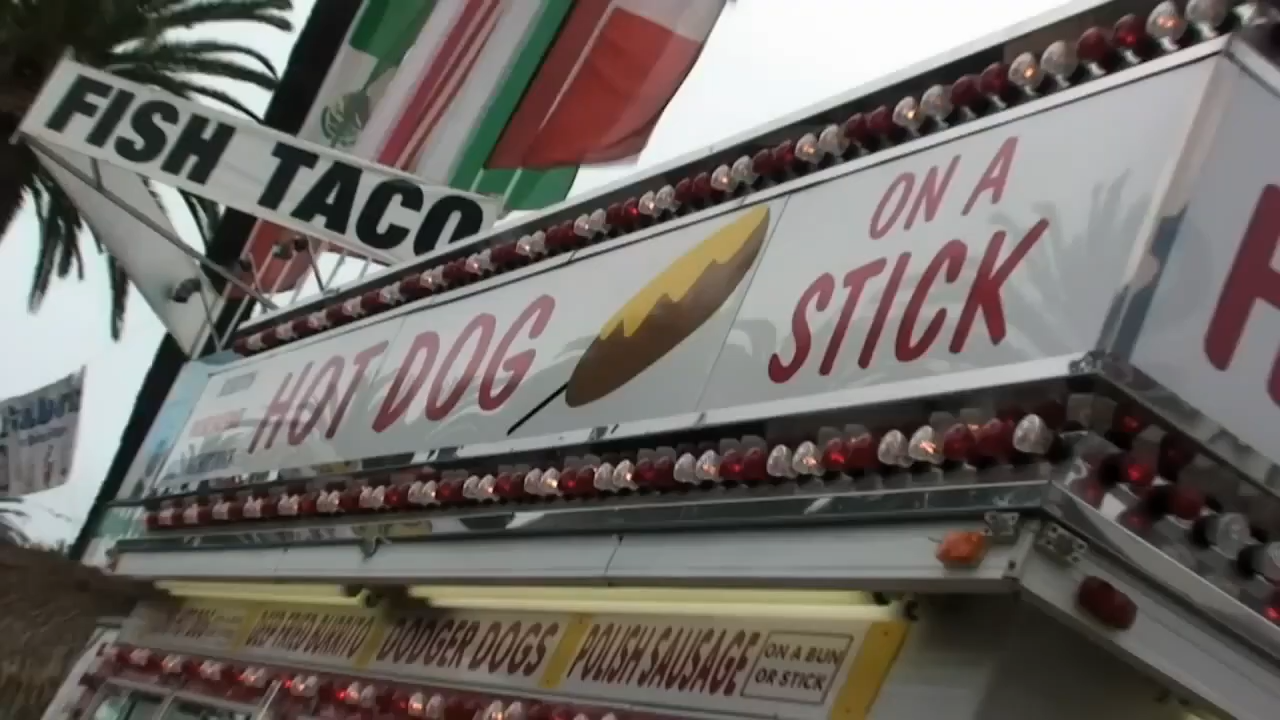 FISH TACO
HOT DOG
ON A
STICK
DEEP FRIED BURRITO
DODGER DOGS
POLISH SAUSAGE
ON A BUN
OR STICK